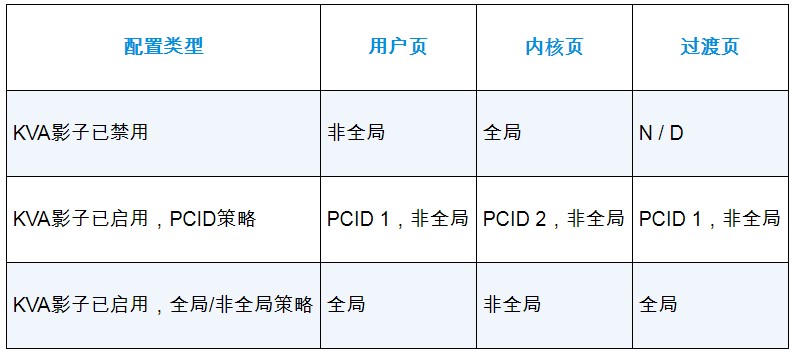 配置类型 用户页 内核页 过渡页
KVA影子已禁用 非全局 全局 N / D
KVA影子已启用，PCID策略 PCID 1，非全局 PCID 2，非全局 PCID 1，非全局
KVA影子已启用，全局/非全局策略 全局 非全局 全局